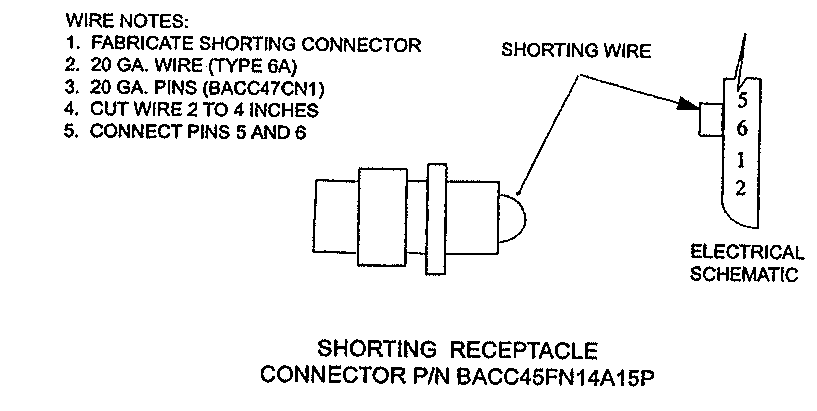 WIRE NOTES:
1. FABRICATE SHORTING CONNECTOR
2. 20 GA. WIRE (TYPE 6A)
3. 20 GA. PINS (BACC47CN1)
4. CUT WIRE 2 TO 4 INCHES
5. CONNECT PINS 5 AND 6
SHORTING WIRE
5
6
1
2
ELECTRICAL
SCHEMATIC
SHORTING RECEPTACLE
CONNECTOR P/N BACC45FN14A15P